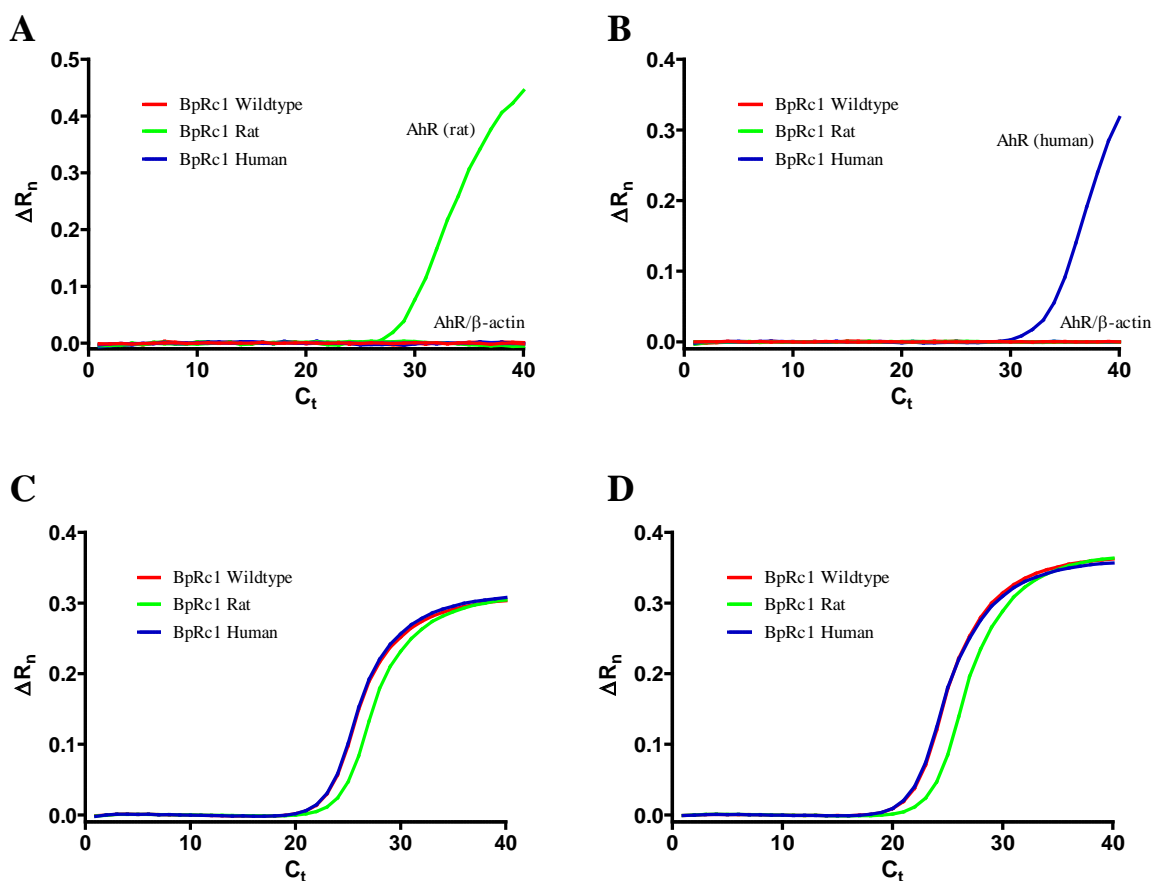 A
0.5
0.4
0.3
0.2
0.1
0.0
ΔRn
BpRc1 Wildtype
BpRc1 Rat
BpRc1 Human
AhR (rat)
AhR/β-actin
0 10 20 30 40
Ct
B
0.4
0.3
0.2
0.1
0.0
ΔRn
BpRc1 Wildtype
BpRc1 Rat
BpRc1 Human
AhR (human)
AhR/β-actin
0 10 20 30 40
Ct
C
0.4
0.3
0.2
0.1
0.0
ΔRn
BpRc1 Wildtype
BpRc1 Rat
BpRc1 Human
0 10 20 30 40
Ct
D
0.4
0.3
0.2
0.1
0.0
ΔRn
BpRc1 Wildtype
BpRc1 Rat
BpRc1 Human
0 10 20 30 40
Ct